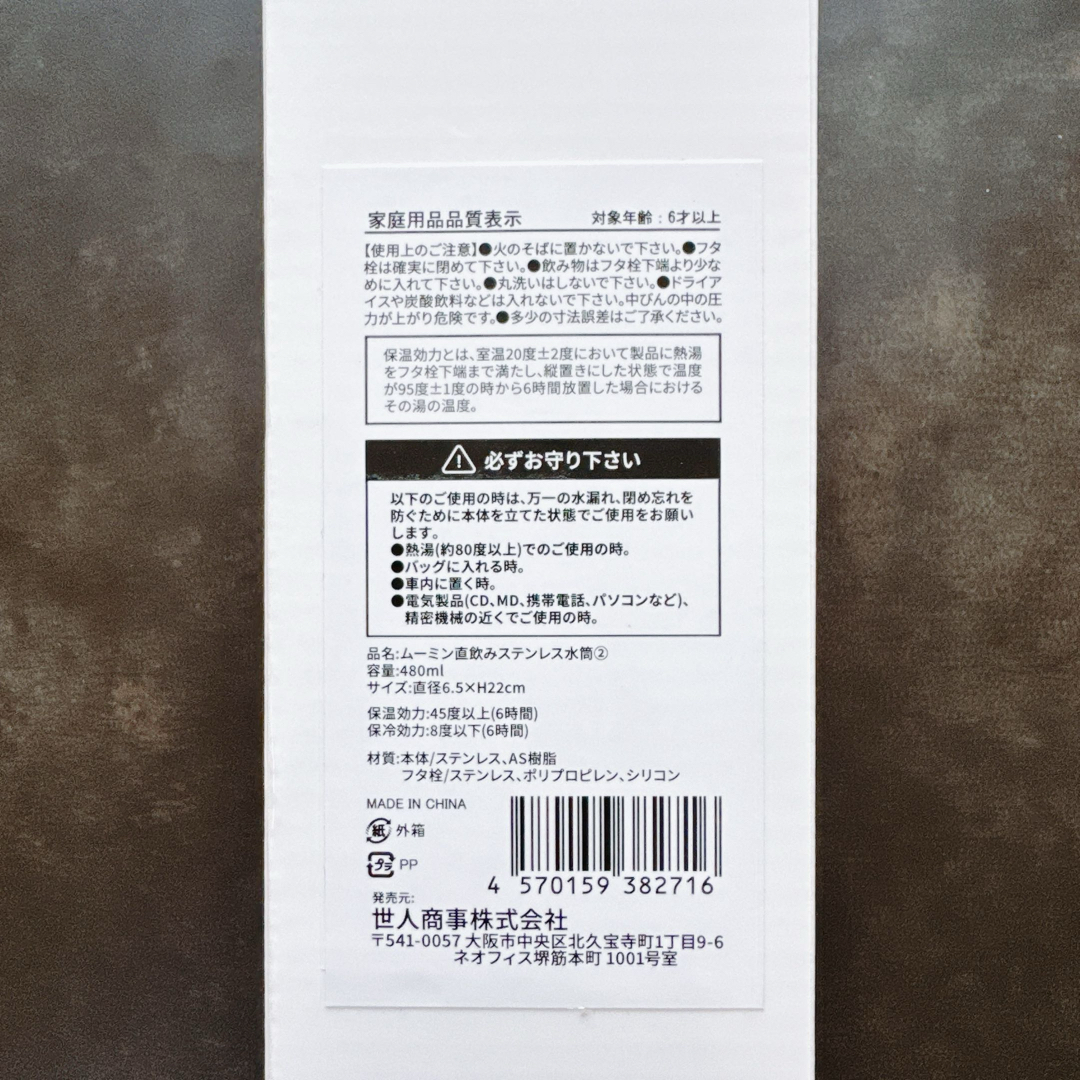 家庭用品品質表示 対象年齢：6才以上
【使用上のご注意】●火のそばに置かないで下さい。●フタ
栓は確実に閉めて下さい。●飲み物はフタ栓下端より少な
めに入れて下さい。●丸洗いはしないで下さい。●ドライア
イスや炭酸飲料などは入れないで下さい。中びんの中の圧
力が上がり危険です。●多少の寸法誤差はご了承ください。
保温効力とは、室温20度±2度において製品に熱湯
をフタ栓下端まで満たし、縦置きにした状態で湯温度
が95度±1度の時から6時間放置した場合における
その湯の温度。
必ずお守り下さい
以下のご使用の時は、万一の水漏れ、閉め忘れを
防ぐために本体を立てた状態でご使用をお願い
します。
●熱湯(約80度以上)でのご使用の時。
●バッグに入れる時。
●車内に置く時。
●電気製品(CD、MD、携帯電話、パソコンなど)、
精密機械の近くでご使用の時。
品名:ムーミン直飲みステンレス水筒②
容量:480ml
サイズ:直径6.5×H22cm
保温効力:45度以上(6時間)
保冷効力:8度以下(6時間)
材質:本体/ステンレス、AS樹脂
フタ栓/ステンレス、ポリプロピレン、シリコン
MADE IN CHINA
紙 外箱
プラ PP
4 570159 382716
発売元:
世人商事株式会社
〒541-0057 大阪市中央区北久宝寺町1丁目9-6
ネオフィス堺筋本町 1001号室